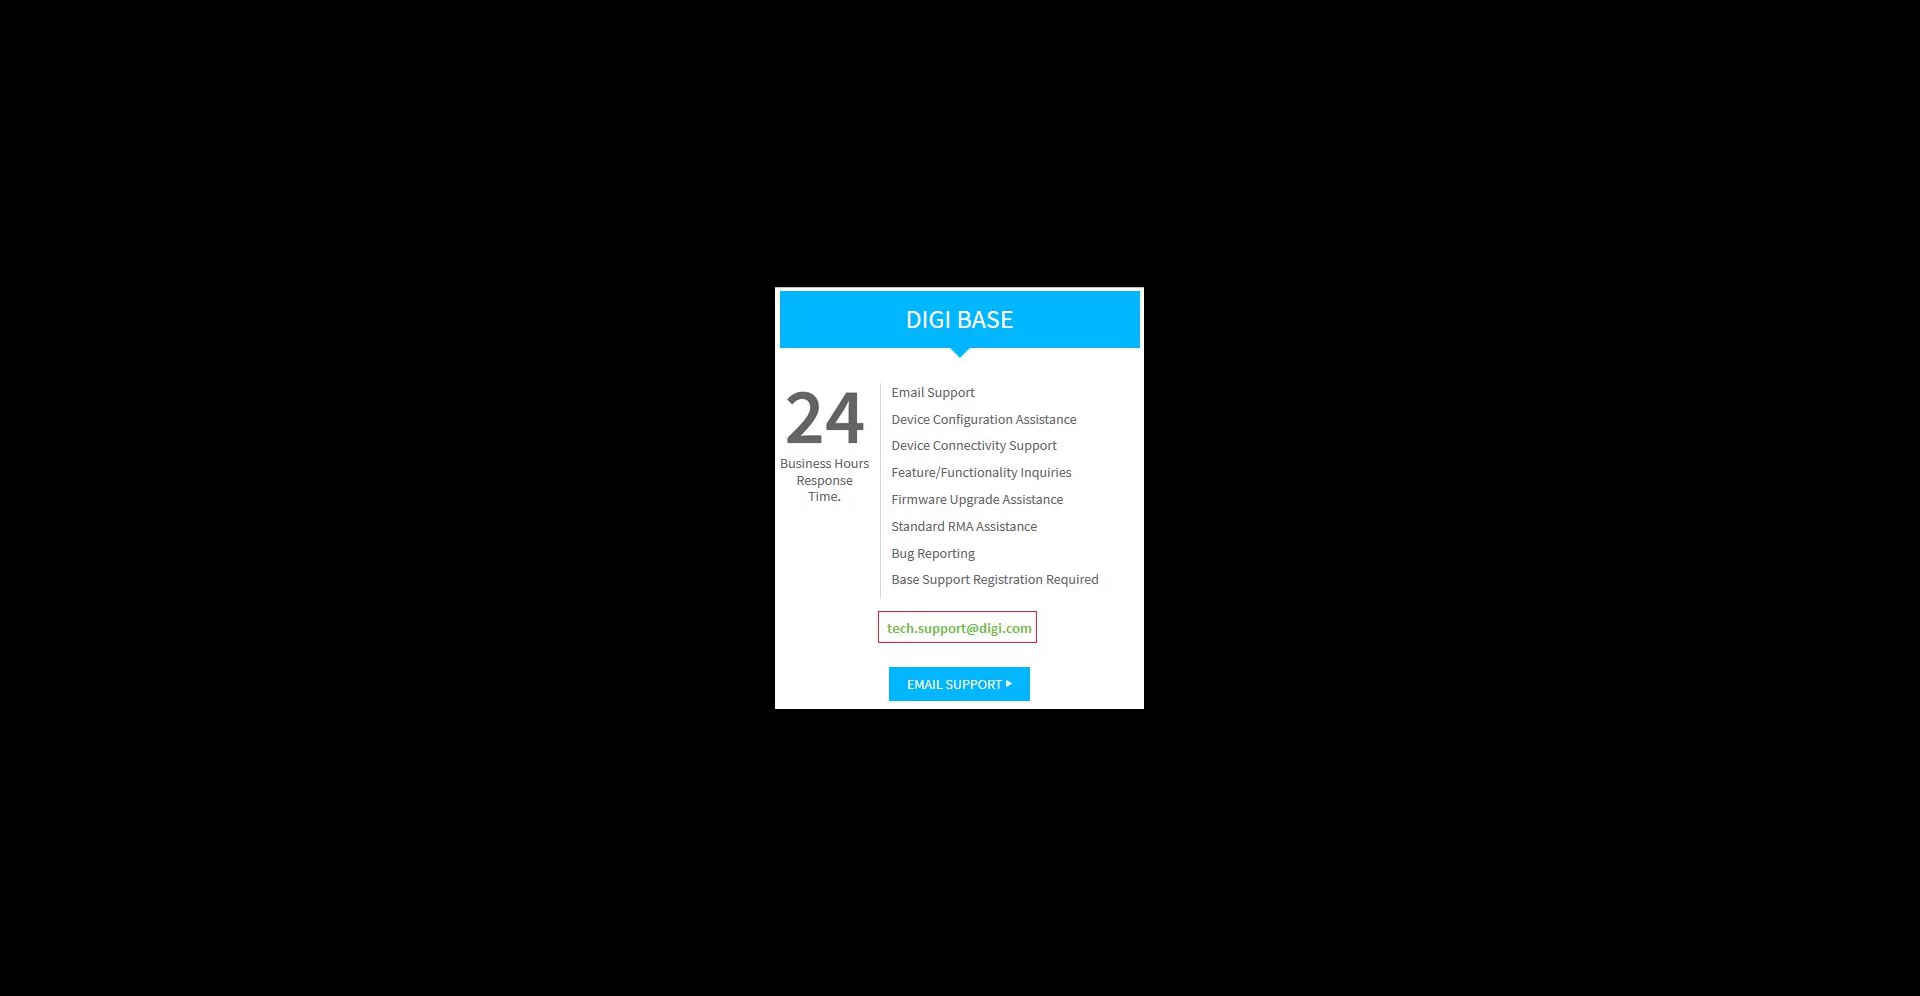 DIGI BASE
24
Business Hours
Response
Time.
Email Support
Device Configuration Assistance
Device Connectivity Support
Feature/Functionality Inquiries
Firmware Upgrade Assistance
Standard RMA Assistance
Bug Reporting
Base Support Registration Required
tech.support@digi.com
EMAIL SUPPORT